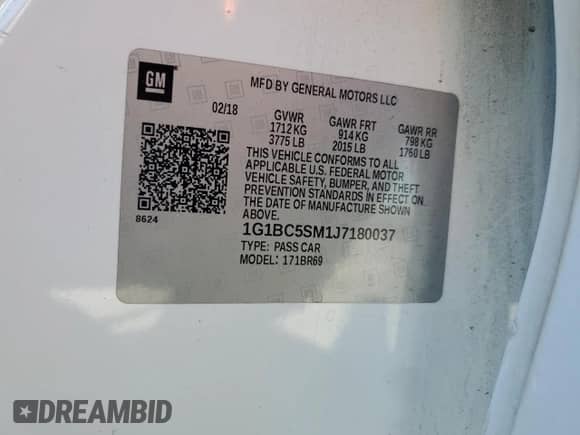 GM
MFD BY GENERAL MOTORS LLC
02/18
GVWR GAWR FRT GAWR RR
1712 KG 914 KG 798 KG
3775 LB 2015 LB 1760 LB
THIS VEHICLE CONFORMS TO ALL
APPLICABLE U.S. FEDERAL MOTOR
VEHICLE SAFETY, BUMPER, AND THEFT
PREVENTION STANDARDS IN EFFECT ON
THE DATE OF MANUFACTURE SHOWN
ABOVE.
8624
1G1BC5SM1J7180037
TYPE: PASS CAR
MODEL: 171BR69
DREAMBID